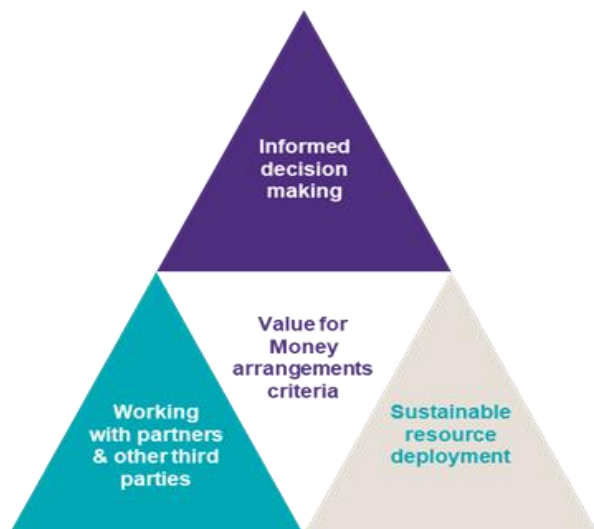 Informed
decision
making
Value for
Money
arrangements
criteria
Working
with partners
& other third
parties
Sustainable
resource
deployment